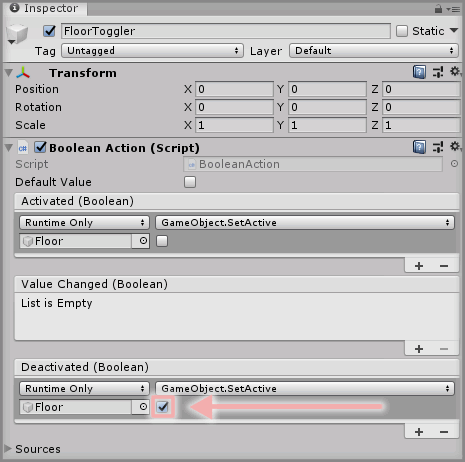 Inspector
FloorToggler
Static
Tag Untagged Layer Default
Transform
Position X 0 Y 0 Z 0
Rotation X 0 Y 0 Z 0
Scale X 1 Y 1 Z 1
Boolean Action (Script)
Script BooleanAction
Default Value
Activated (Boolean)
Runtime Only GameObject.SetActive
Floor
+ −
Value Changed (Boolean)
List is Empty
+ −
Deactivated (Boolean)
Runtime Only GameObject.SetActive
Floor
+ −
Sources